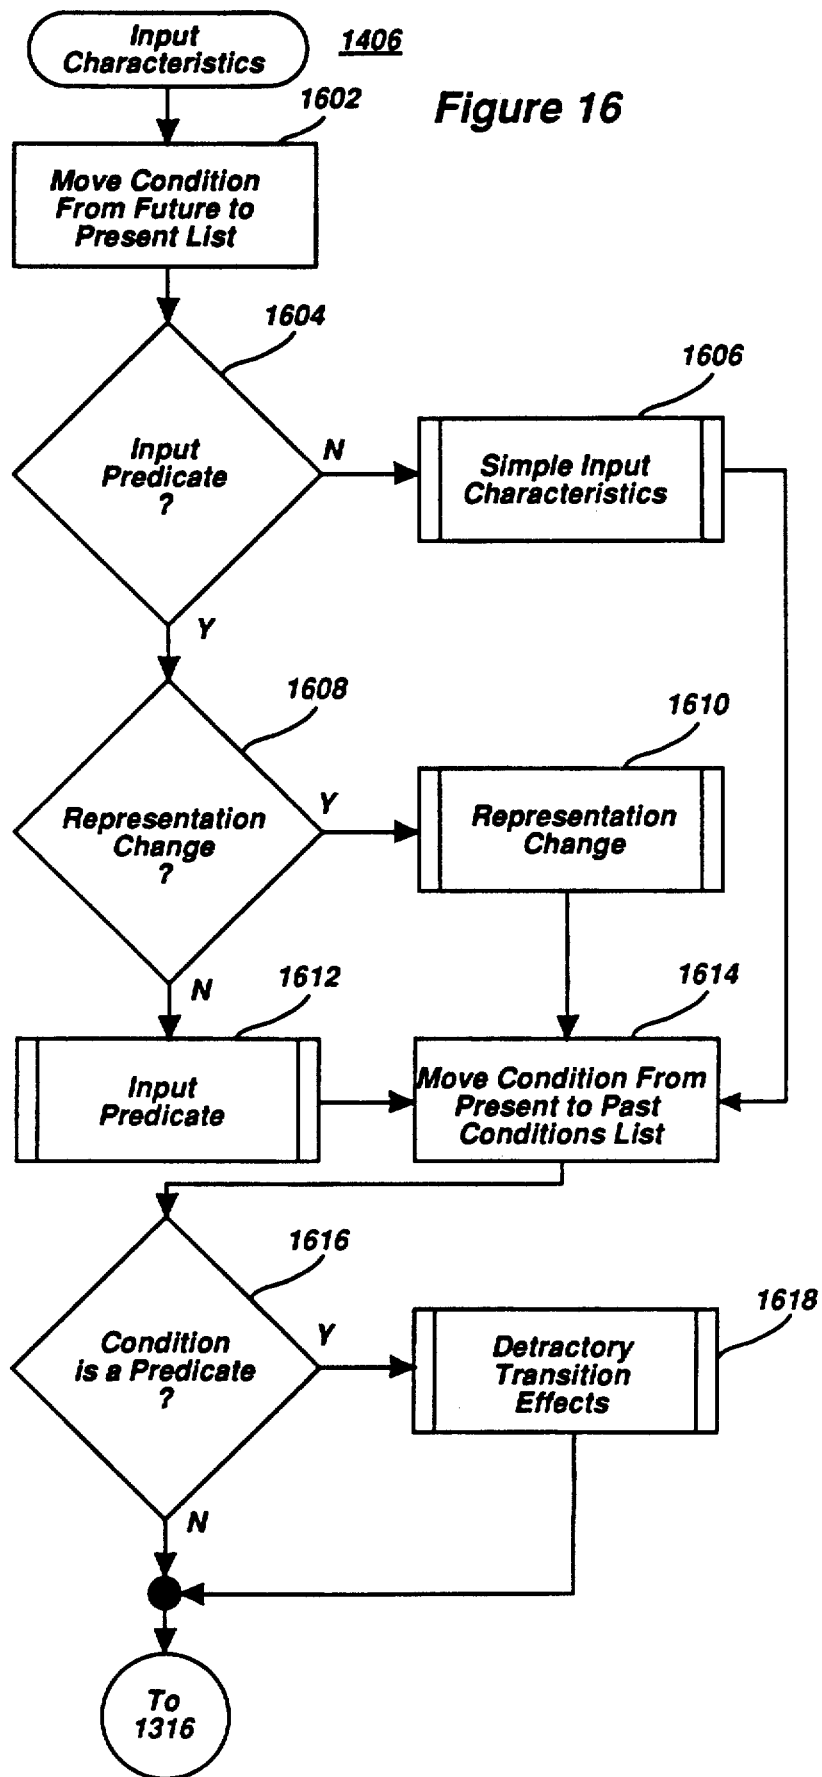 Input
Characteristics
1406
Figure 16
1602
Move Condition
From Future to
Present List
1604
Input
Predicate
?
N
Y
1606
Simple Input
Characteristics
1608
Representation
Change
?
Y
N
1610
Representation
Change
1612
Input
Predicate
1614
Move Condition From
Present to Past
Conditions List
1616
Condition
is a Predicate
?
Y
N
1618
Detractory
Transition
Effects
To
1316